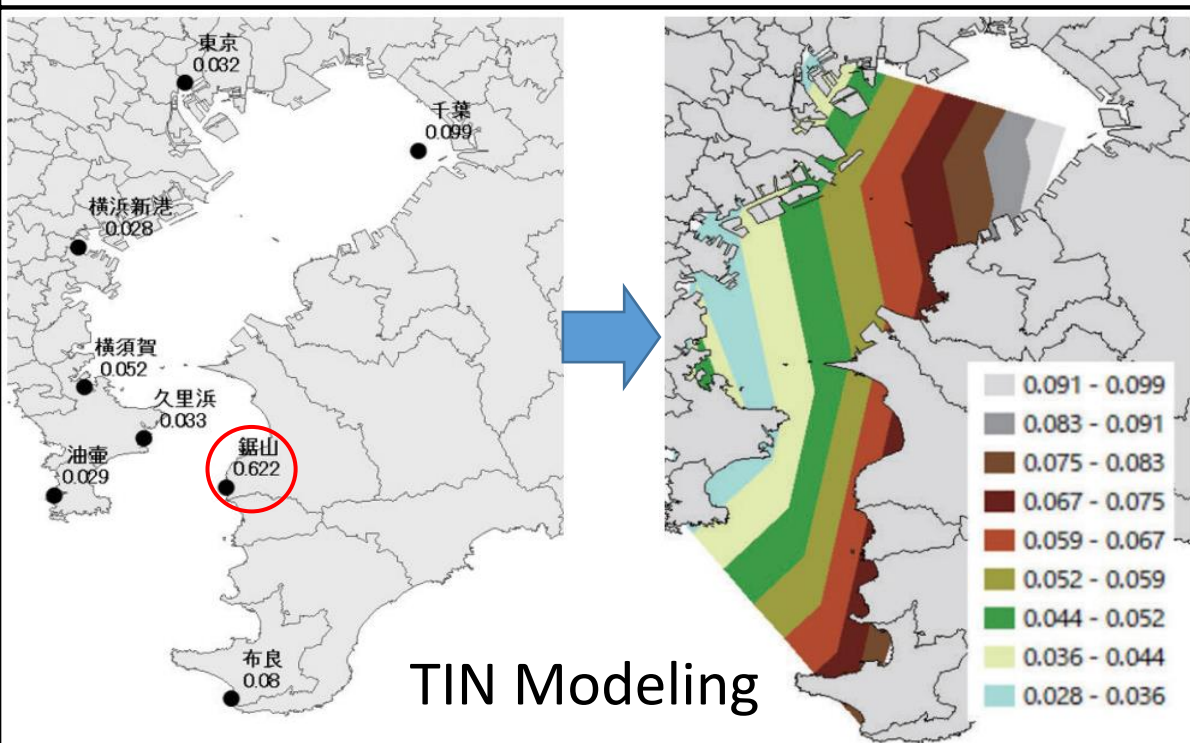 東京
0.032
千葉
0.099
横浜新港
0.028
横須賀
0.052
久里浜
0.033
油壷
0.029
鋸山
0.622
布良
0.08
TIN Modeling
0.091 - 0.099
0.083 - 0.091
0.075 - 0.083
0.067 - 0.075
0.059 - 0.067
0.052 - 0.059
0.044 - 0.052
0.036 - 0.044
0.028 - 0.036